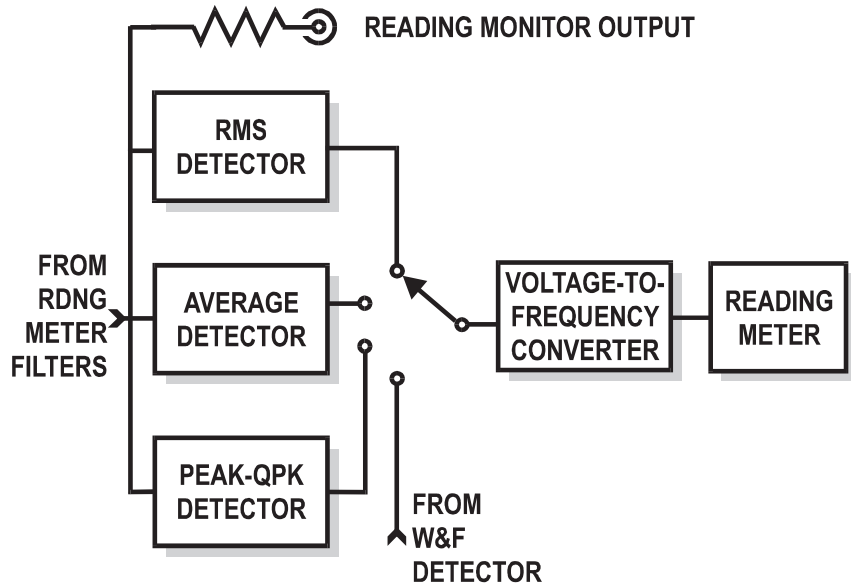 READING MONITOR OUTPUT
RMS
DETECTOR
FROM
RDNG
METER
FILTERS
AVERAGE
DETECTOR
VOLTAGE-TO-
FREQUENCY
CONVERTER
READING
METER
PEAK-QPK
DETECTOR
FROM
W&F
DETECTOR